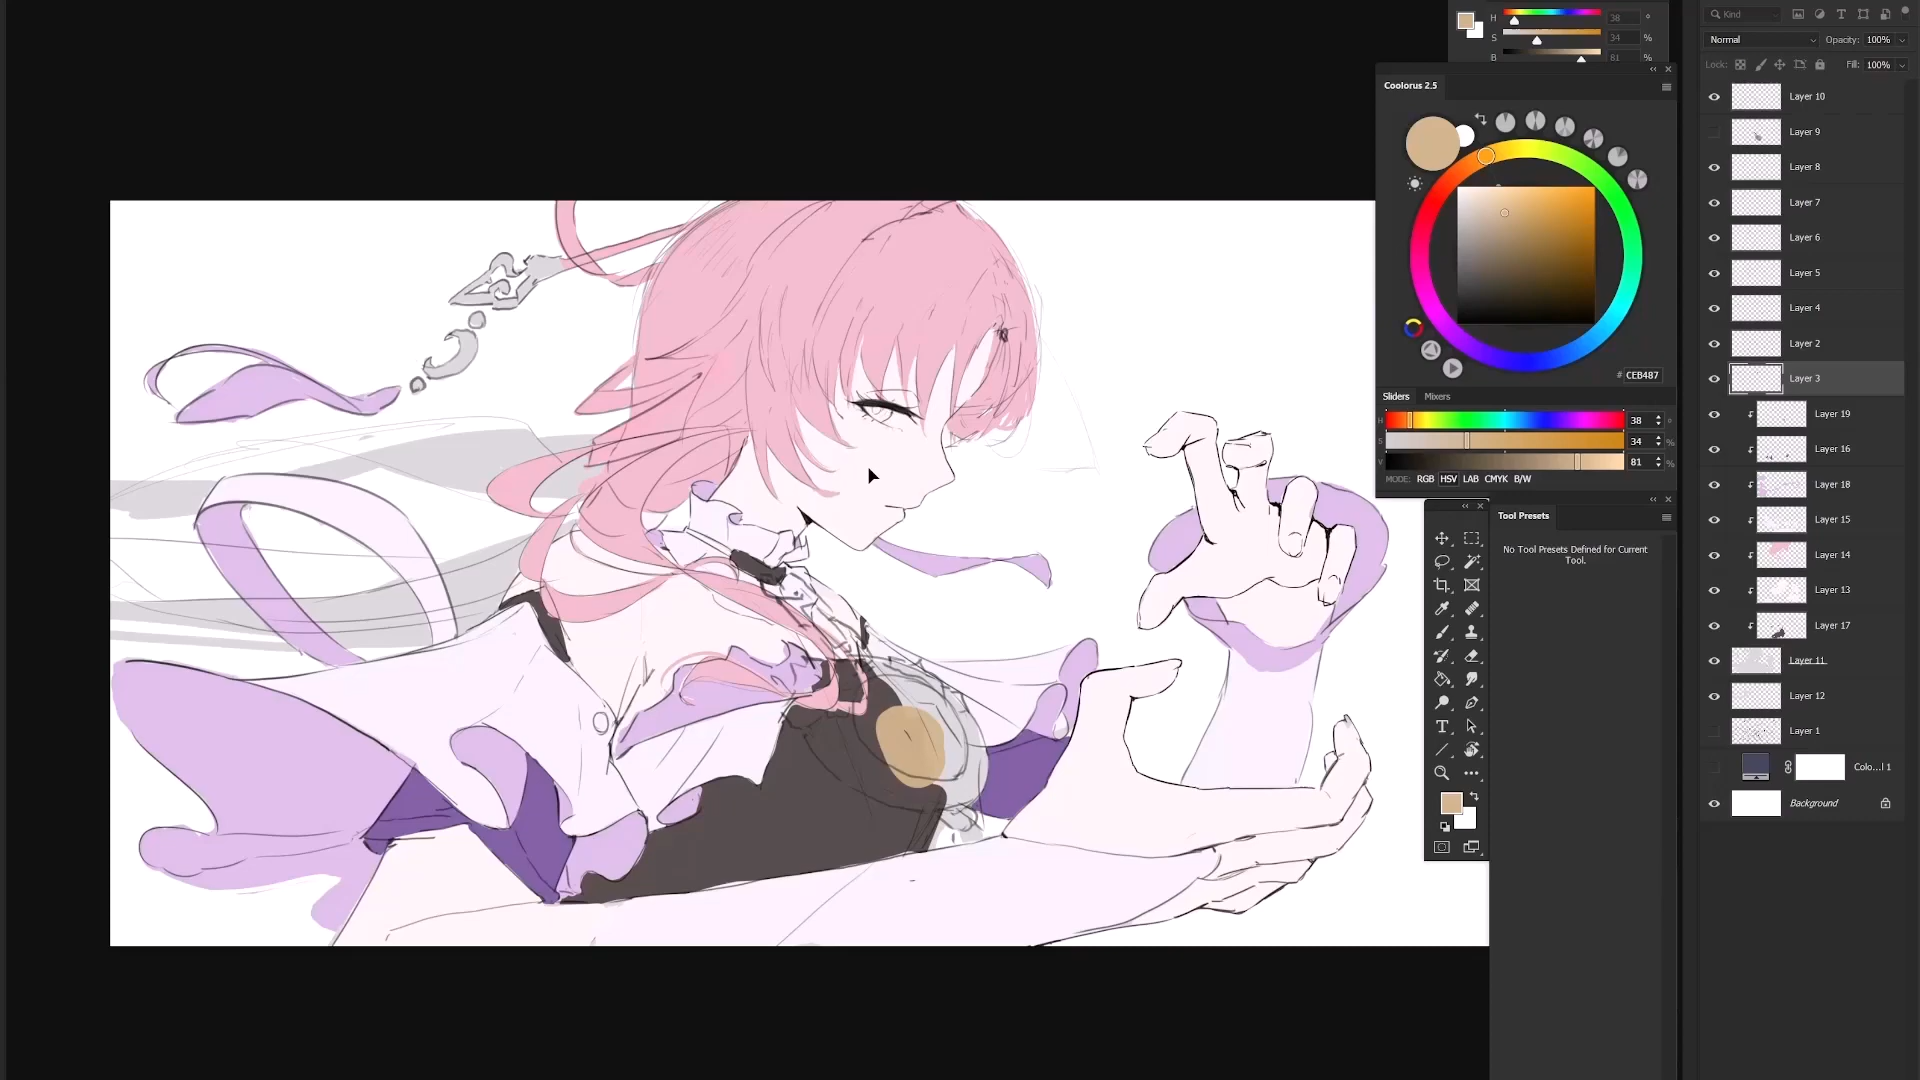 H 38 °
S 34 %
B 81 %
Coolorus 2.5
# CEB487
Sliders Mixers
H 38 °
S 34 %
V 81 %
MODE: RGB HSV LAB CMYK B/W
Tool Presets
No Tool Presets Defined for Current
Tool.
Kind
Normal Opacity: 100%
Lock: Fill: 100%
Layer 10
Layer 9
Layer 8
Layer 7
Layer 6
Layer 5
Layer 4
Layer 2
Layer 3
Layer 19
Layer 16
Layer 18
Layer 15
Layer 14
Layer 13
Layer 17
Layer 11
Layer 12
Layer 1
Colo...l 1
Background